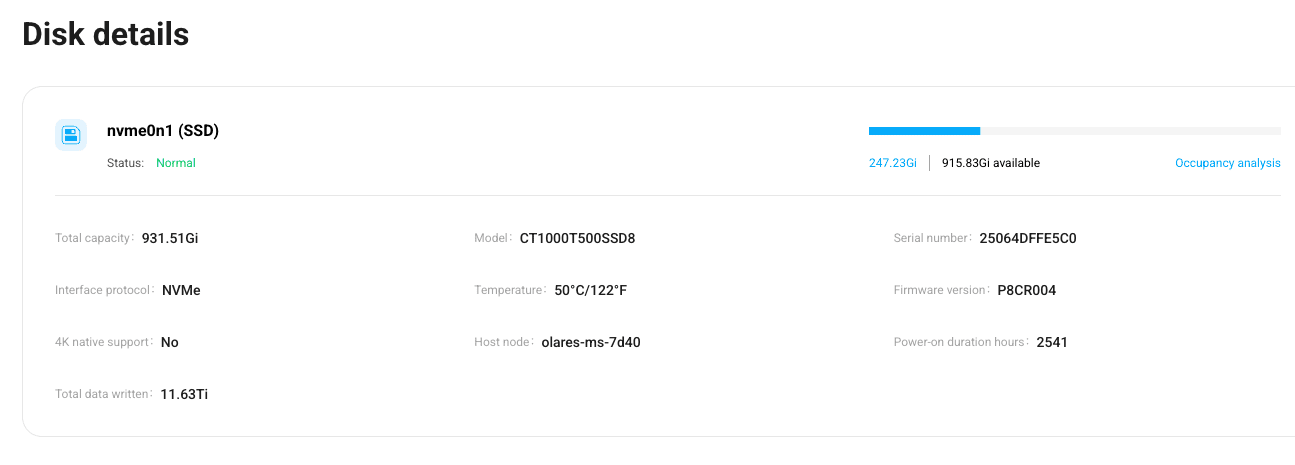 Disk details
nvme0n1 (SSD)
Status: Normal
247.23Gi | 915.83Gi available Occupancy analysis
Total capacity: 931.51Gi Model: CT1000T500SSD8 Serial number: 25064DFFE5C0
Interface protocol: NVMe Temperature: 50°C/122°F Firmware version: P8CR004
4K native support: No Host node: olares-ms-7d40 Power-on duration hours: 2541
Total data written: 11.63Ti